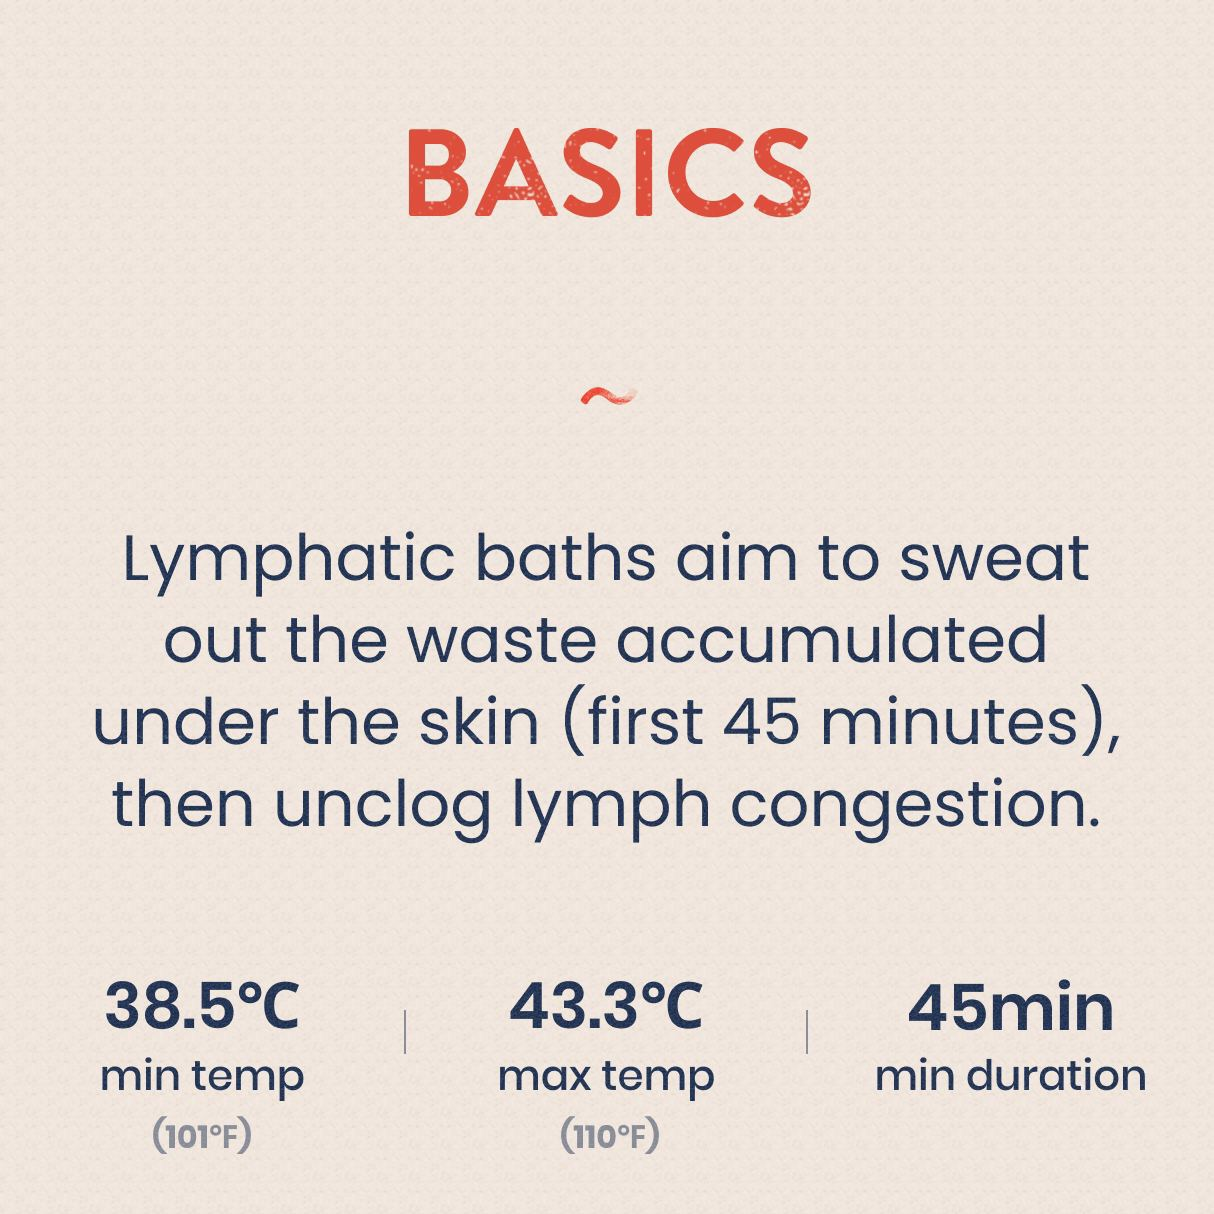 BASICS
~
Lymphatic baths aim to sweat
out the waste accumulated
under the skin (first 45 minutes),
then unclog lymph congestion.
38.5°C
min temp
(101°F)
43.3°C
max temp
(110°F)
45min
min duration